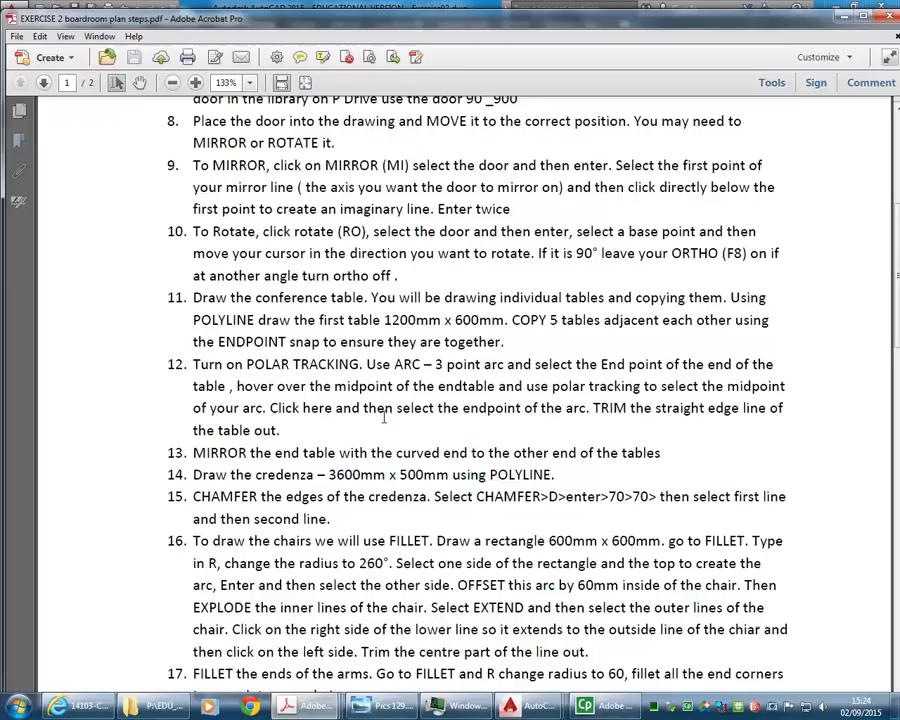 Autodesk AutoCAD 2015 - EDUCATIONAL VERSION
EXERCISE 2 boardroom plan steps.pdf - Adobe Acrobat Pro
File Edit View Window Help
Create Customize
1 / 2 133% Tools Sign Comment
door in the library on P Drive use the door 90 _900
8. Place the door into the drawing and MOVE it to the correct position. You may need to
MIRROR or ROTATE it.
9. To MIRROR, click on MIRROR (MI) select the door and then enter. Select the first point of
your mirror line ( the axis you want the door to mirror on) and then click directly below the
first point to create an imaginary line. Enter twice
10. To Rotate, click rotate (RO), select the door and then enter, select a base point and then
move your cursor in the direction you want to rotate. If it is 90° leave your ORTHO (F8) on if
at another angle turn ortho off .
11. Draw the conference table. You will be drawing individual tables and copying them. Using
POLYLINE draw the first table 1200mm x 600mm. COPY 5 tables adjacent each other using
the ENDPOINT snap to ensure they are together.
12. Turn on POLAR TRACKING. Use ARC – 3 point arc and select the End point of the end of the
table , hover over the midpoint of the endtable and use polar tracking to select the midpoint
of your arc. Click here and then select the endpoint of the arc. TRIM the straight edge line of
the table out.
13. MIRROR the end table with the curved end to the other end of the tables
14. Draw the credenza – 3600mm x 500mm using POLYLINE.
15. CHAMFER the edges of the credenza. Select CHAMFER>D>enter>70>70> then select first line
and then second line.
16. To draw the chairs we will use FILLET. Draw a rectangle 600mm x 600mm. go to FILLET. Type
in R, change the radius to 260°. Select one side of the rectangle and the top to create the
arc, Enter and then select the other side. OFFSET this arc by 60mm inside of the chair. Then
EXPLODE the inner lines of the chair. Select EXTEND and then select the outer lines of the
chair. Click on the right side of the lower line so it extends to the outside line of the chiar and
then click on the left side. Trim the centre part of the line out.
17. FILLET the ends of the arms. Go to FILLET and R change radius to 60, fillet all the end corners
14103-C... P:\EDU_... Adobe... Pics 129... Window... AutoC... Adobe ...
15:24
02/09/2015